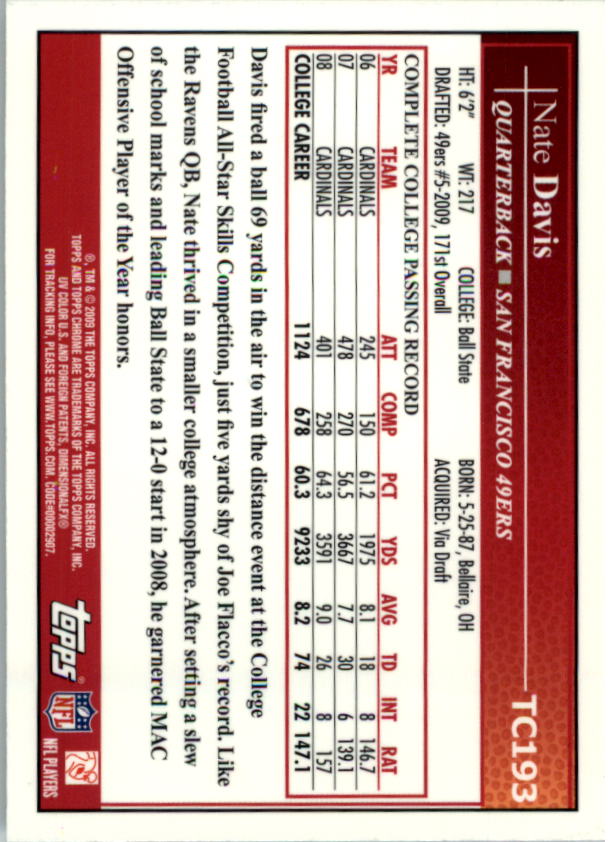 Nate Davis
TC193
QUARTERBACK ■ SAN FRANCISCO 49ERS
HT: 6'2" WT: 217 COLLEGE: Ball State BORN: 5-25-87, Bellaire, OH
DRAFTED: 49ers #5-2009, 171st Overall ACQUIRED: Via Draft
COMPLETE COLLEGE PASSING RECORD
YR TEAM ATT COMP PCT YDS AVG TD INT RAT
06 CARDINALS 245 150 61.2 1975 8.1 18 8 146.7
07 CARDINALS 478 270 56.5 3667 7.7 30 6 139.1
08 CARDINALS 401 258 64.3 3591 9.0 26 8 157
COLLEGE CAREER 1124 678 60.3 9233 8.2 74 22 147.1
Davis fired a ball 69 yards in the air to win the distance event at the College
Football All-Star Skills Competition, just five yards shy of Joe Flacco's record. Like
the Ravens QB, Nate thrived in a smaller college atmosphere. After setting a slew
of school marks and leading Ball State to a 12-0 start in 2008, he garnered MAC
Offensive Player of the Year honors.
®, TM & © 2009 THE TOPPS COMPANY, INC. ALL RIGHTS RESERVED.
TOPPS AND TOPPS CHROME ARE TRADEMARKS OF THE TOPPS COMPANY, INC.
UV COLOR U.S. AND FOREIGN PATENTS, DIMENSIONALFX®
FOR TRACKING INFO, PLEASE SEE WWW.TOPPS.COM. CODE#00002907.
topps®
NFL
NFL PLAYERS